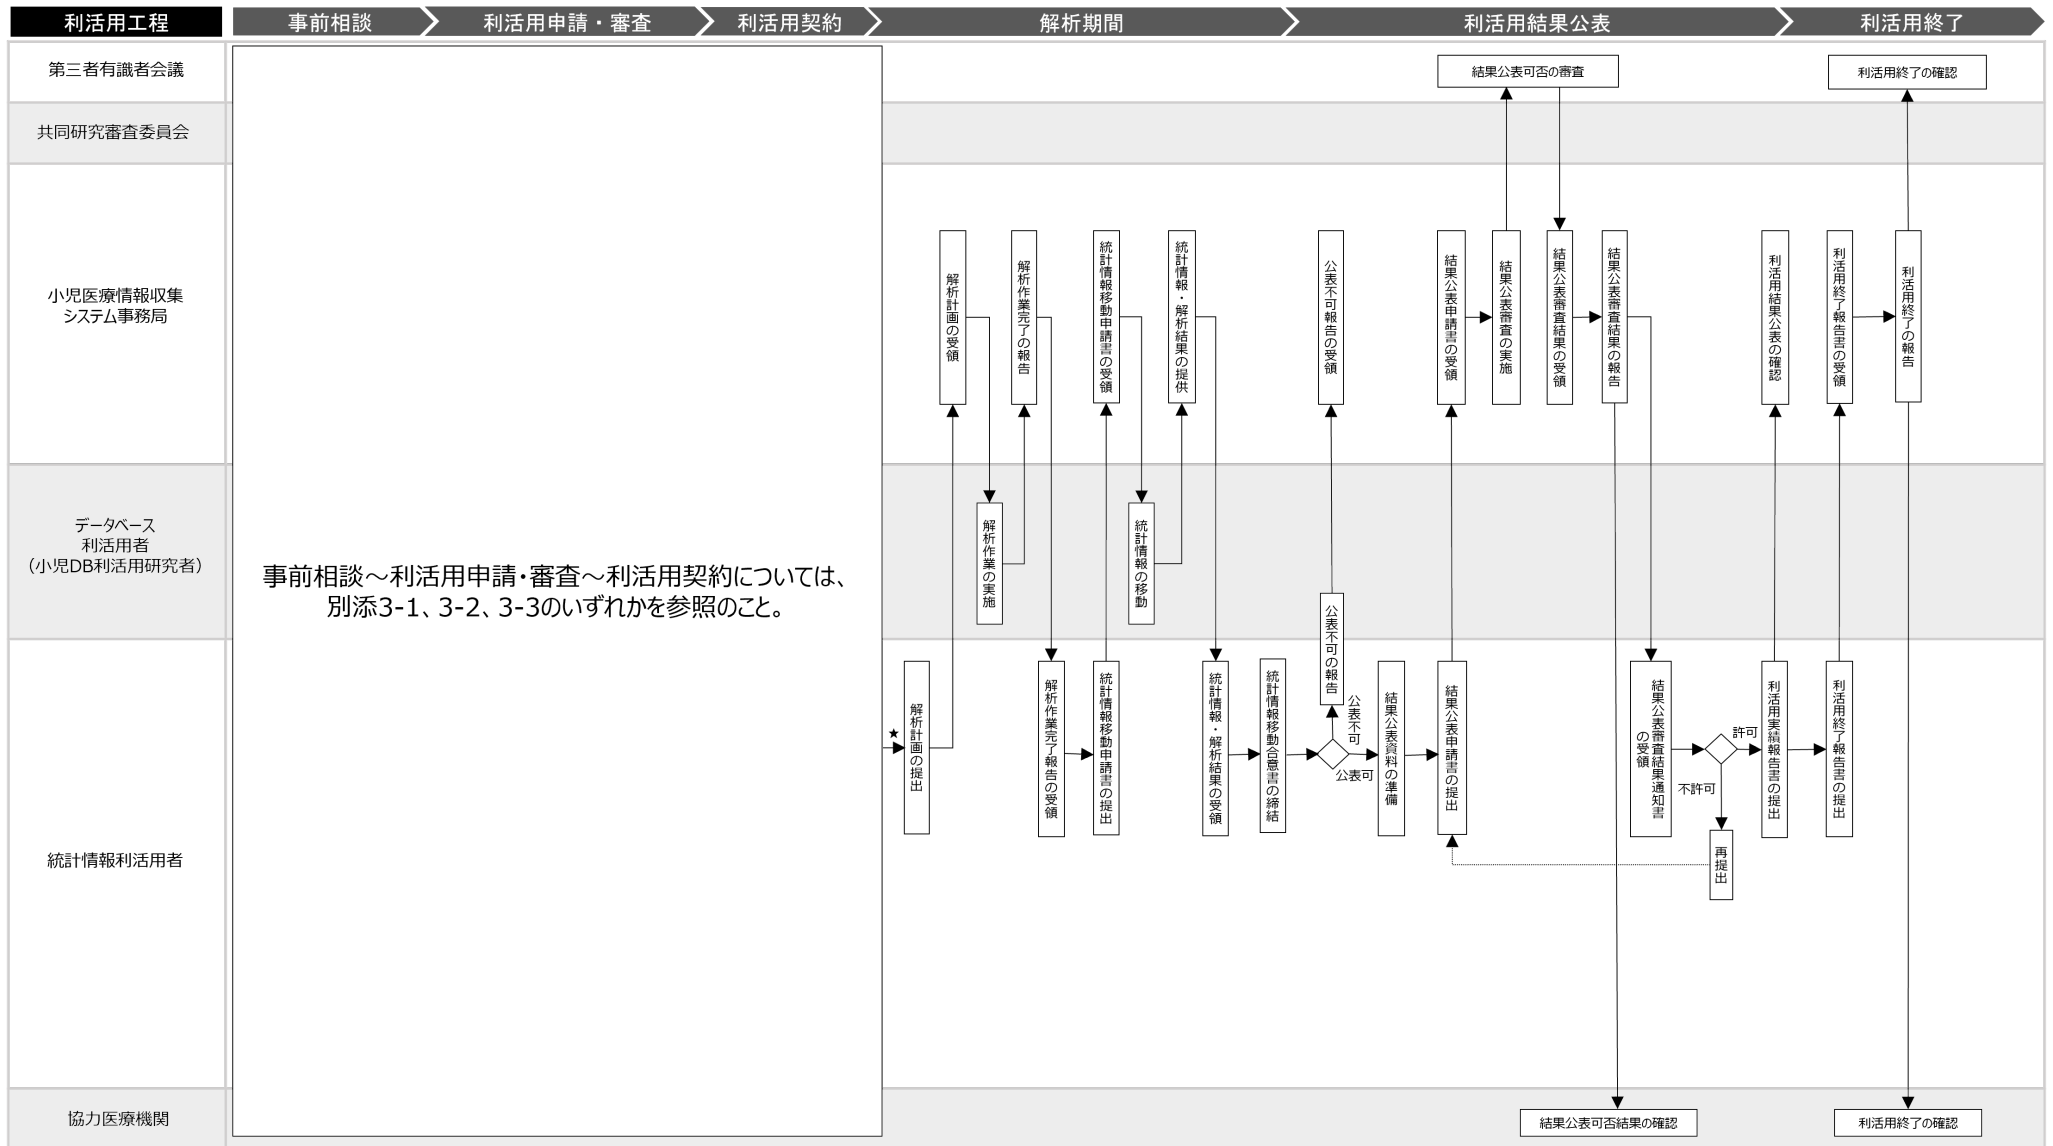 利活用工程
事前相談
利活用申請・審査
利活用契約
解析期間
利活用結果公表
利活用終了
第三者有識者会議
結果公表可否の審査
利活用終了の確認
共同研究審査委員会
小児医療情報収集
システム事務局
解析計画の受領
解析作業完了の報告
統計情報移動申請書の受領
統計情報・解析結果の提供
公表不可報告の受領
結果公表申請書の受領
結果公表審査の実施
結果公表審査結果の受領
結果公表審査結果の報告
利活用結果公表の確認
利活用終了報告書の受領
利活用終了の報告
データベース
利活用者
（小児DB利活用研究者）
解析作業の実施
統計情報の移動
公表不可の報告
事前相談～利活用申請・審査～利活用契約については、
別添3-1、3-2、3-3のいずれかを参照のこと。
統計情報利活用者
★
解析計画の提出
解析作業完了報告の受領
統計情報移動申請書の提出
統計情報・解析結果の受領
統計情報移動合意書の締結
公表不可
公表可
結果公表資料の準備
結果公表申請書の提出
結果公表審査結果通知書
の受領
許可
不許可
再提出
利活用実績報告書の提出
利活用終了報告書の提出
協力医療機関
結果公表可否結果の確認
利活用終了の確認